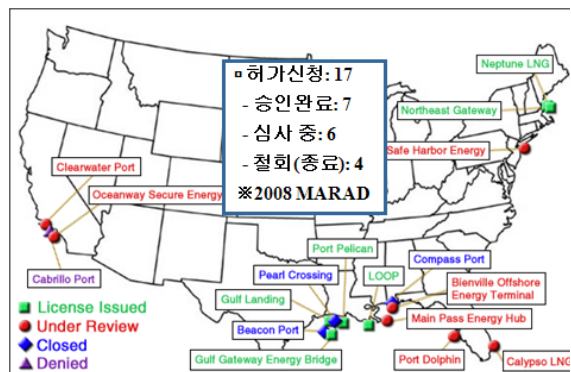 ▫허가신청: 17
- 승인완료: 7
- 심사 중: 6
- 철회(종료): 4
※2008 MARAD
Neptune LNG
Northeast Gateway
Safe Harbor Energy
Clearwater Port
Oceanway Secure Energy
Cabrillo Port
Port Pelican
Pearl Crossing
LOOP
Compass Port
Gulf Landing
Bienville Offshore
Energy Terminal
Beacon Port
Main Pass Energy Hub
Gulf Gateway Energy Bridge
Port Dolphin
Calypso LNG
License Issued
Under Review
Closed
Denied